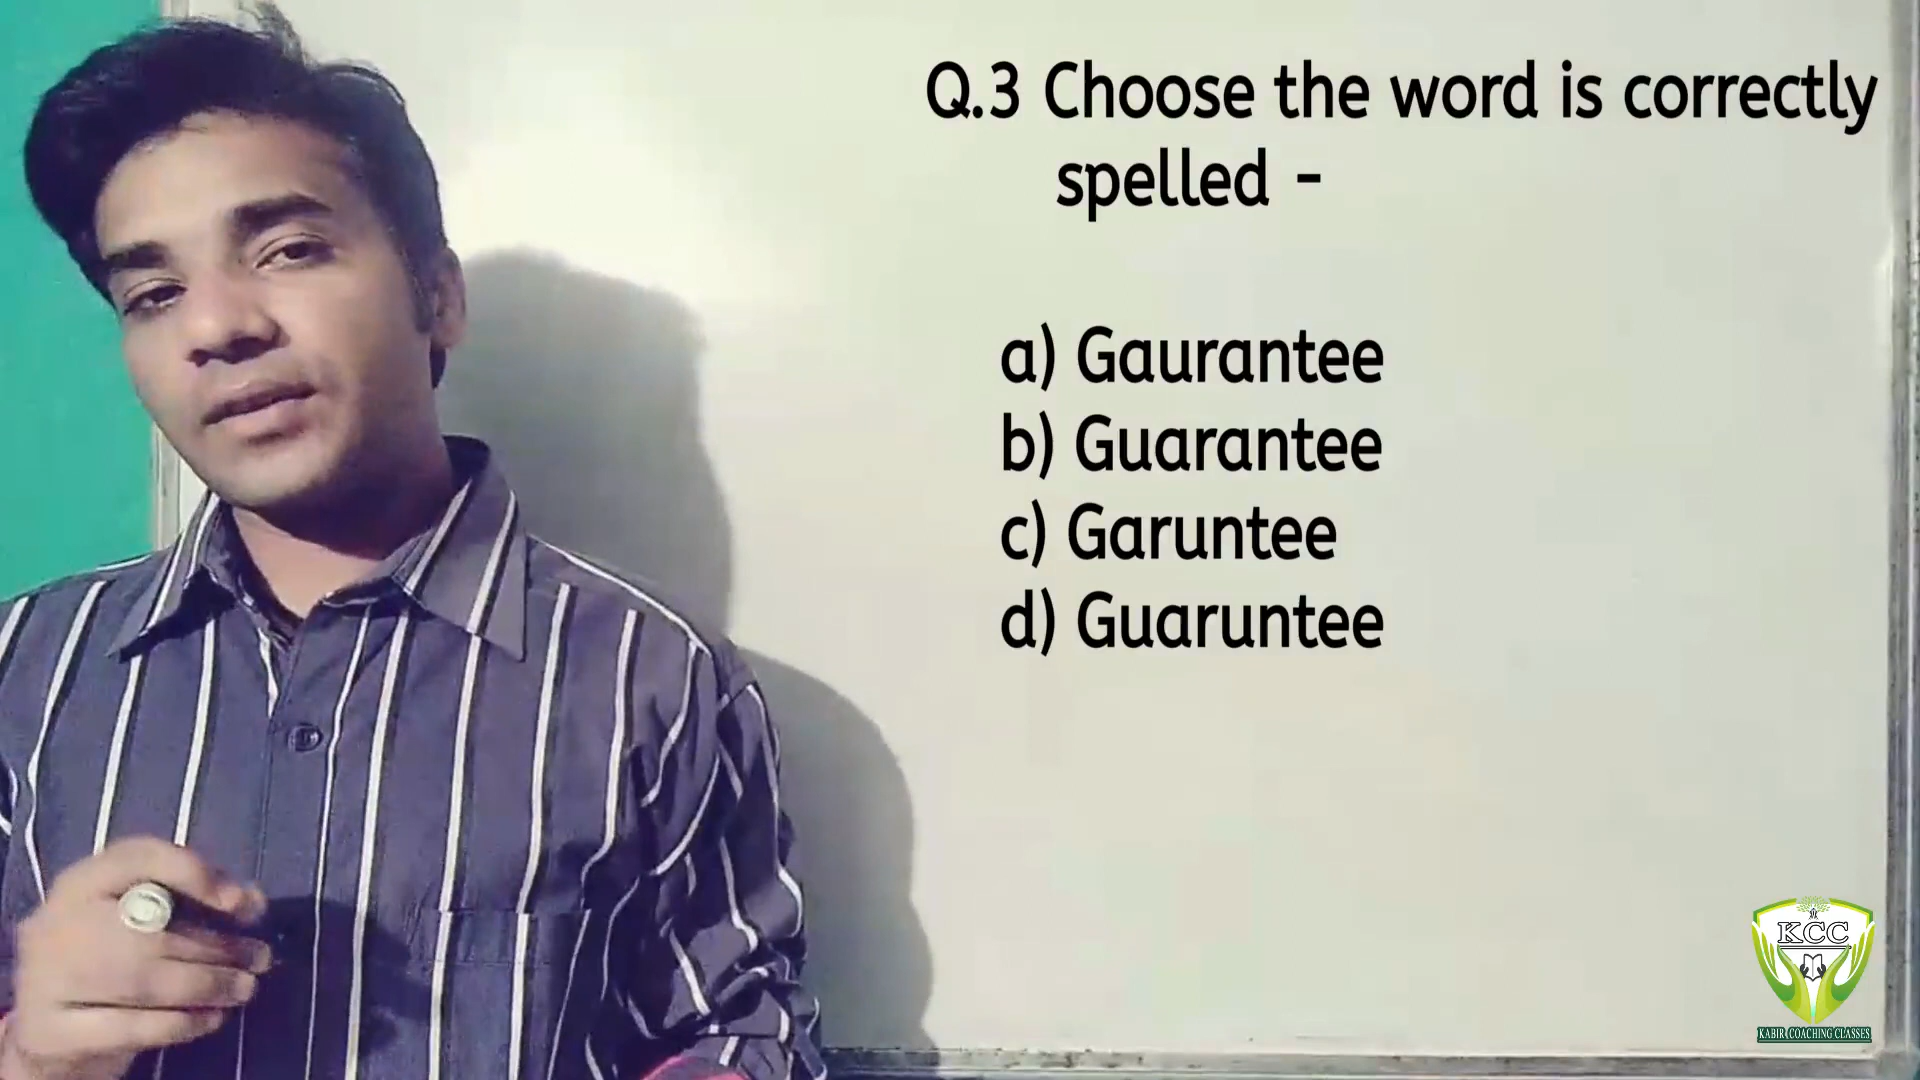 Q.3 Choose the word is correctly
spelled -
a) Gaurantee
b) Guarantee
c) Garuntee
d) Guaruntee
KCC
KABIR COACHING CLASSES